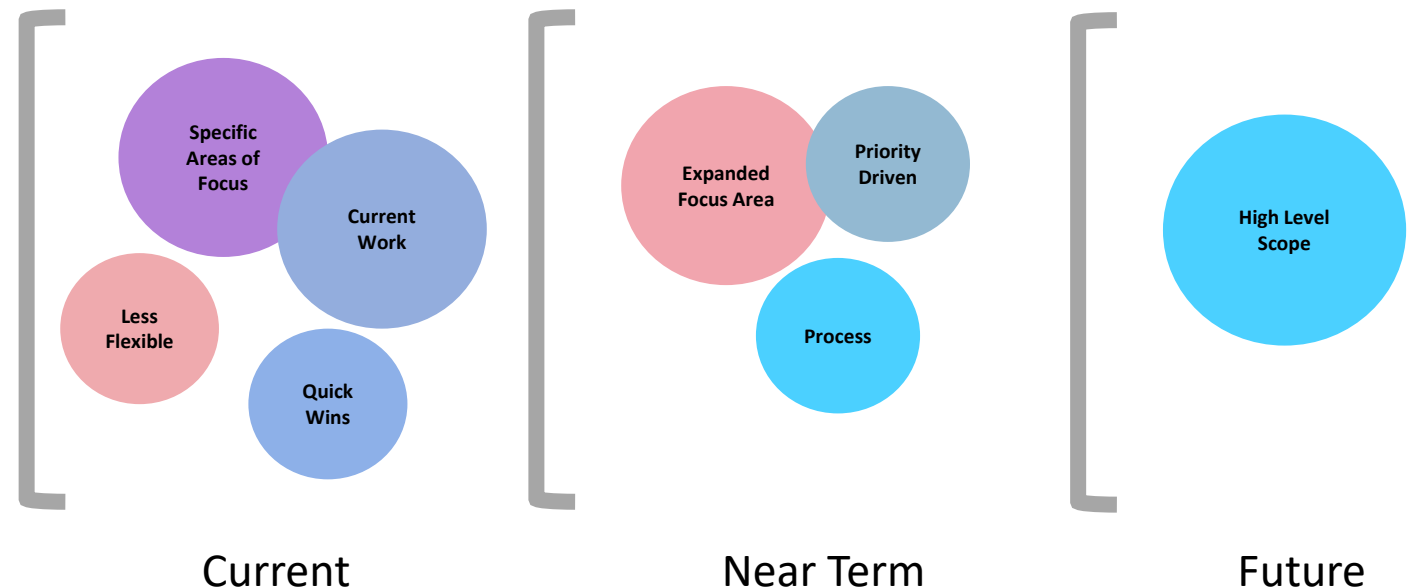 Specific
Areas of
Focus
Current
Work
Less
Flexible
Quick
Wins
Current
Expanded
Focus Area
Priority
Driven
Process
Near Term
High Level
Scope
Future